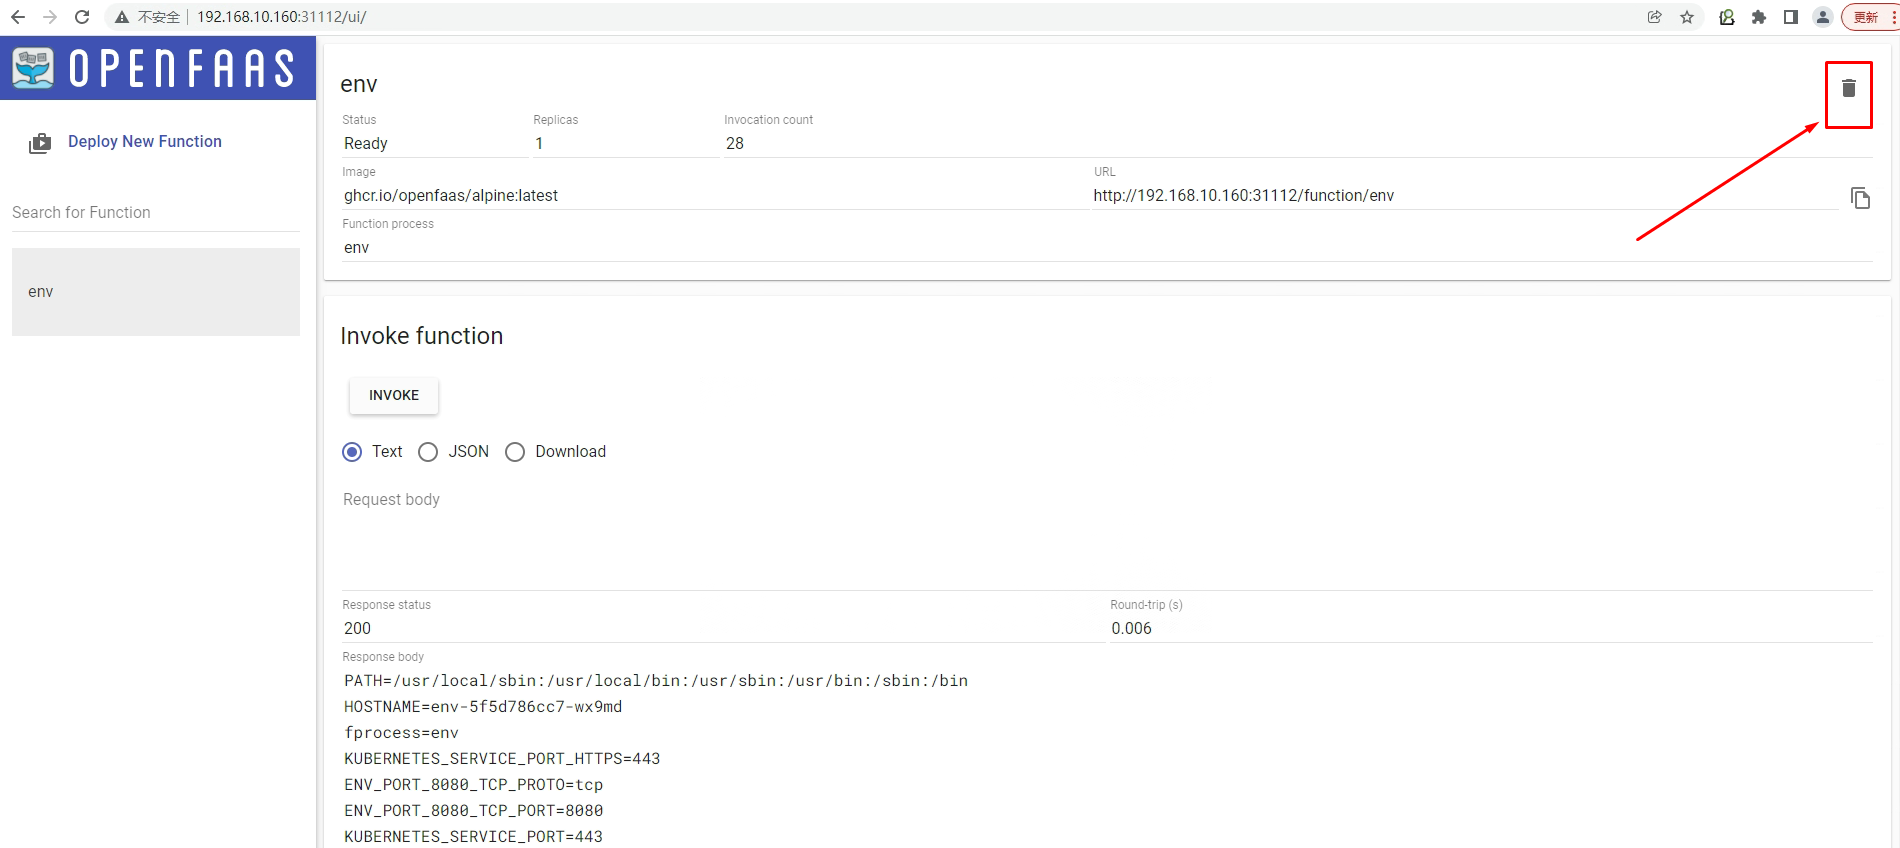 不安全 192.168.10.160:31112/ui/
更新
OPENFAAS
Deploy New Function
Search for Function
env
env
Status Replicas Invocation count
Ready 1 28
Image URL
ghcr.io/openfaas/alpine:latest http://192.168.10.160:31112/function/env
Function process
env
Invoke function
INVOKE
Text JSON Download
Request body
Response status Round-trip (s)
200 0.006
Response body
PATH=/usr/local/sbin:/usr/local/bin:/usr/sbin:/usr/bin:/sbin:/bin
HOSTNAME=env-5f5d786cc7-wx9md
fprocess=env
KUBERNETES_SERVICE_PORT_HTTPS=443
ENV_PORT_8080_TCP_PROTO=tcp
ENV_PORT_8080_TCP_PORT=8080
KUBERNETES_SERVICE_PORT=443